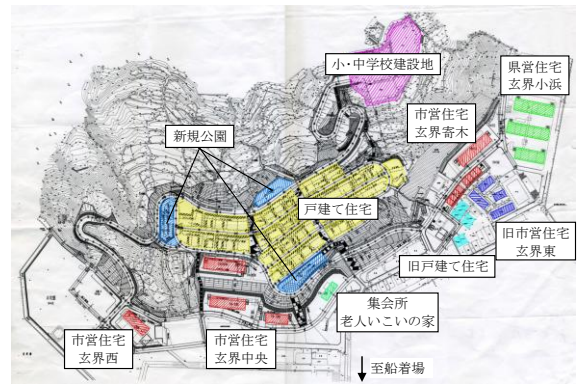 小・中学校建設地
県営住宅
玄界小浜
市営住宅
玄界寄木
新規公園
戸建て住宅
旧市営住宅
玄界東
旧戸建て住宅
集会所
老人いこいの家
市営住宅
玄界西
市営住宅
玄界中央
至船着場